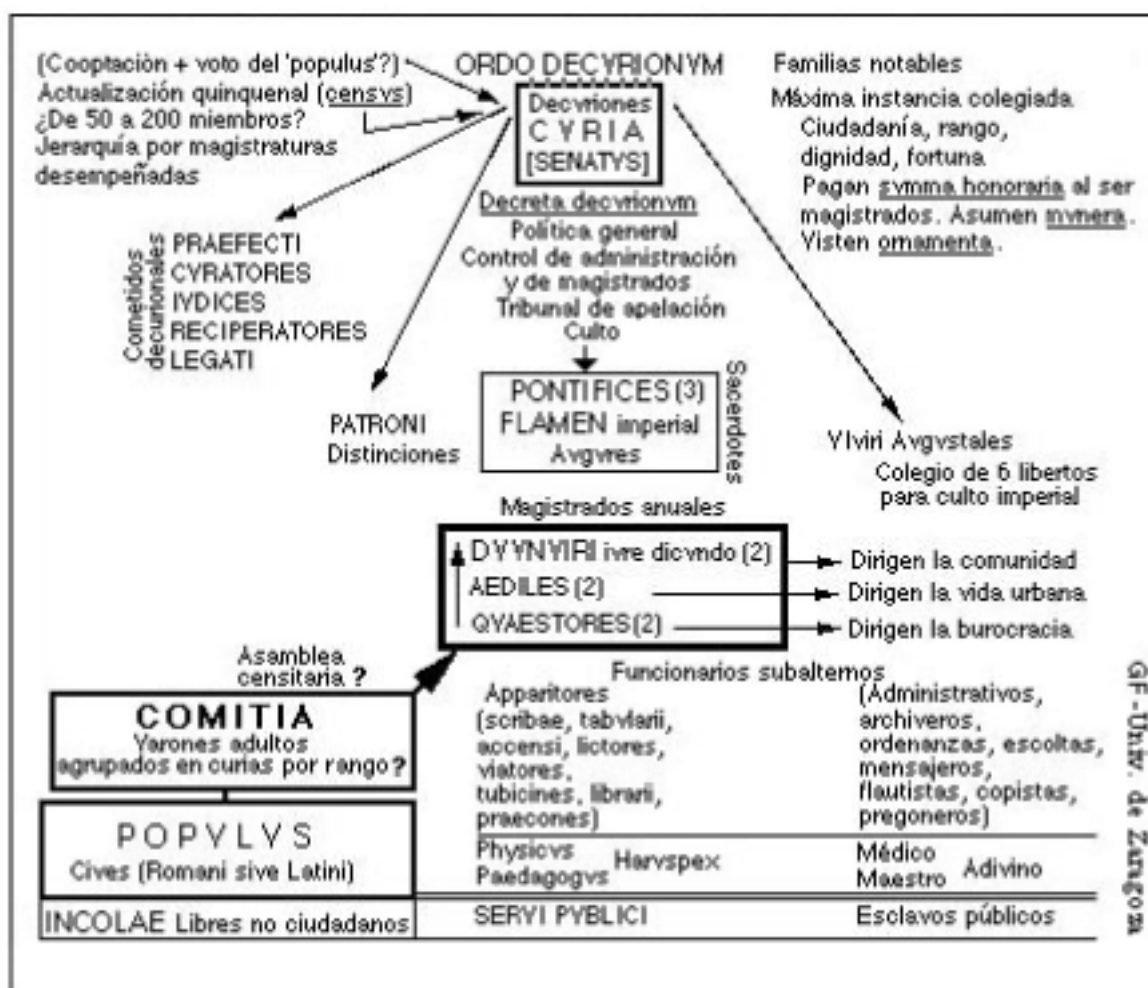 (Cooptación + voto del 'populus'?)
Actualización quinquenal (censvs)
¿De 50 a 200 miembros?
Jerarquía por magistraturas
desempeñadas
ORDO DECVRIONVM
Decvriones
CVRIA
[SENATVS]
Familias notables
Máxima instancia colegiada
Ciudadanía, rango,
dignidad, fortuna
Pagan svmma honoraria al ser
magistrados. Asumen mvnera.
Visten ornamenta.
Decreta decvrionvm
Política general
Control de administración
y de magistrados
Tribunal de apelación
Culto
Cometidos
decurionales
PRAEFECTI
CVRATORES
IVDICES
RECIPERATORES
LEGATI
PATRONI
Distinciones
PONTIFICES (3)
FLAMEN imperial
Avgvres
Sacerdotes
VIviri Avgvstales
Colegio de 6 libertos
para culto imperial
Magistrados anuales
DVVNVIRI ivre dicvndo (2)
AEDILES (2)
QVAESTORES (2)
Dirigen la comunidad
Dirigen la vida urbana
Dirigen la burocracia
Asamblea
censitaria ?
COMITIA
Varones adultos
agrupados en curias por rango?
POPVLVS
Cives (Romani sive Latini)
INCOLAE Libres no ciudadanos
Funcionarios subalternos
Apparitores
(scribae, tabvlarii,
accensi, lictores,
viatores,
tubicines, librarii,
praecones)
(Administrativos,
archiveros,
ordenanzas, escoltas,
mensajeros,
flautistas, copistas,
pregoneros)
Physicvs
Paedagogvs
Harvspex
Médico
Maestro
Adivino
SERVI PVBLICI
Esclavos públicos
GF-Univ. de Zaragoza